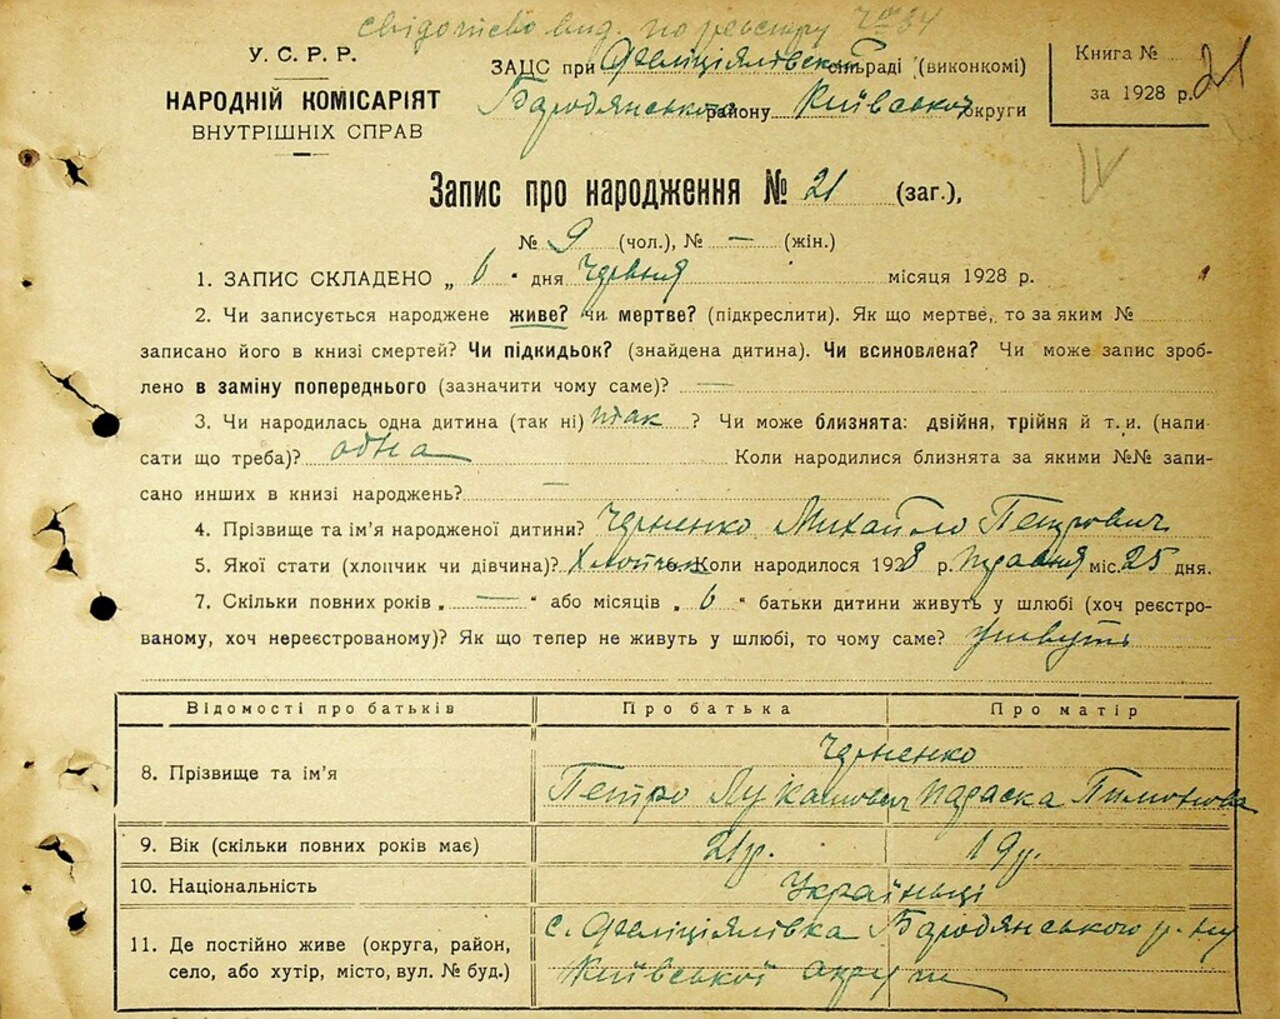 свідоцтво вид. по реєстру № 84
У. С. Р. Р.
НАРОДНІЙ КОМІСАРІЯТ
ВНУТРІШНІХ СПРАВ
ЗАЦС при Феліціялівській сільраді (виконкомі)
Бородянського району Київської округи
Книга № 21
за 1928 р.
Запис про народження № 21 (заг.),
№ 9 (чол.), № — (жін.)
1. ЗАПИС СКЛАДЕНО „ 6 " дня червня місяця 1928 р.
2. Чи записується народжене живе? чи мертве? (підкреслити). Як що мертве, то за яким №
записано його в книзі смертей? Чи підкидьок? (знайдена дитина). Чи всиновлена? Чи може запис зроб-
лено в заміну попереднього (зазначити чому саме)? —
3. Чи народилась одна дитина (так ні) так ? Чи може близнята: двійня, трійня й т. и. (напи-
сати що треба)? одна Коли народилися близнята за якими №№ запи-
сано инших в книзі народжень? —
4. Прізвище та ім'я народженої дитини? Черненко Михайло Петрович
5. Якої стати (хлопчик чи дівчина)? Хлопчик Коли народилося 1928 р. травня міс. 25 дня.
7. Скільки повних років „ — " або місяців „ 6 " батьки дитини живуть у шлюбі (хоч реєстро-
ваному, хоч нереєстрованому)? Як що тепер не живуть у шлюбі, то чому саме? живуть
Відомості про батьків Про батька Про матір
8. Прізвище та ім'я Черненко
Петро Лукашович Параска Тимохова
9. Вік (скільки повних років має) 21 р. 19 р.
10. Національність Українці
11. Де постійно живе (округа, район, село, або хутір, місто, вул. № буд.) с. Феліціялівка Бородянського р-ну
Київської округи